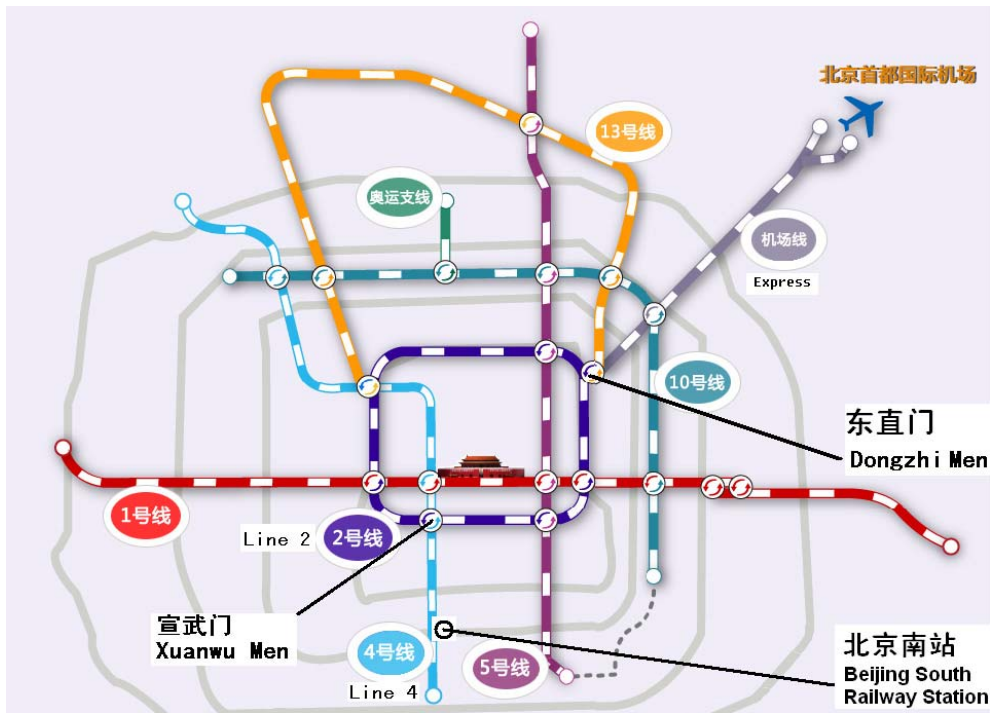 北京首都国际机场
13号线
奥运支线
机场线
Express
10号线
东直门
Dongzhi Men
1号线
Line 2
2号线
宣武门
Xuanwu Men
4号线
Line 4
5号线
北京南站
Beijing South
Railway Station